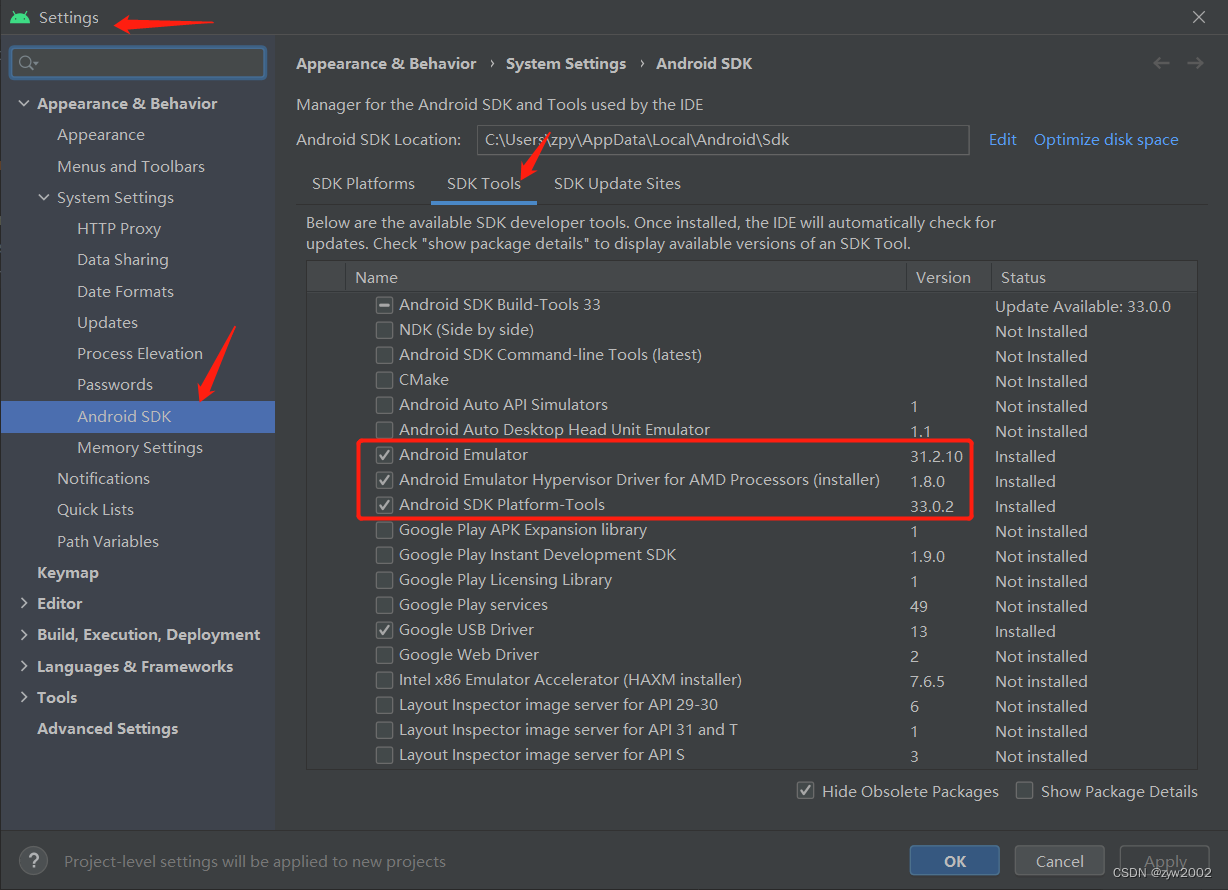 Settings
Appearance & Behavior
Appearance
Menus and Toolbars
System Settings
HTTP Proxy
Data Sharing
Date Formats
Updates
Process Elevation
Passwords
Android SDK
Memory Settings
Notifications
Quick Lists
Path Variables
Keymap
Editor
Build, Execution, Deployment
Languages & Frameworks
Tools
Advanced Settings
Appearance & Behavior › System Settings › Android SDK
Manager for the Android SDK and Tools used by the IDE
Android SDK Location: C:\Users\zpy\AppData\Local\Android\Sdk Edit Optimize disk space
SDK Platforms SDK Tools SDK Update Sites
Below are the available SDK developer tools. Once installed, the IDE will automatically check for
updates. Check "show package details" to display available versions of an SDK Tool.
Name Version Status
Android SDK Build-Tools 33 Update Available: 33.0.0
NDK (Side by side) Not Installed
Android SDK Command-line Tools (latest) Not Installed
CMake Not Installed
Android Auto API Simulators 1 Not installed
Android Auto Desktop Head Unit Emulator 1.1 Not installed
Android Emulator 31.2.10 Installed
Android Emulator Hypervisor Driver for AMD Processors (installer) 1.8.0 Installed
Android SDK Platform-Tools 33.0.2 Installed
Google Play APK Expansion library 1 Not installed
Google Play Instant Development SDK 1.9.0 Not installed
Google Play Licensing Library 1 Not installed
Google Play services 49 Not installed
Google USB Driver 13 Installed
Google Web Driver 2 Not installed
Intel x86 Emulator Accelerator (HAXM installer) 7.6.5 Not installed
Layout Inspector image server for API 29-30 6 Not installed
Layout Inspector image server for API 31 and T 1 Not installed
Layout Inspector image server for API S 3 Not installed
Hide Obsolete Packages Show Package Details
? Project-level settings will be applied to new projects
OK Cancel Apply
CSDN @zyw2002